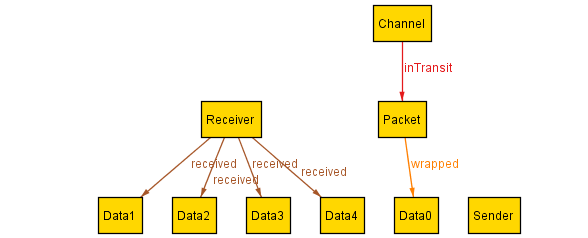 Channel
inTransit
Receiver
Packet
received
received
received
received
wrapped
Data1
Data2
Data3
Data4
Data0
Sender